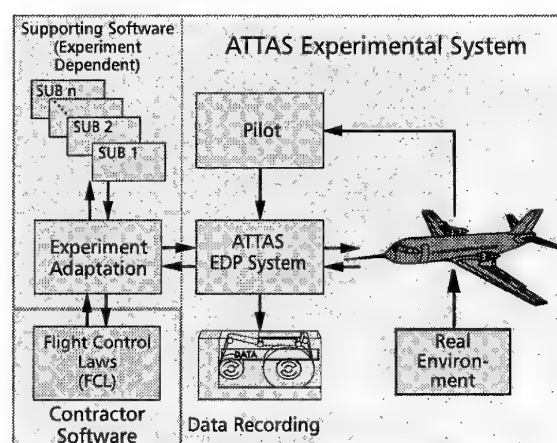 Supporting Software
(Experiment
Dependent)
SUB n
SUB 2
SUB 1
Experiment
Adaptation
Flight Control
Laws
(FCL)
Contractor
Software
ATTAS Experimental System
Pilot
ATTAS
EDP System
DATA
Data Recording
Real
Environ-
ment